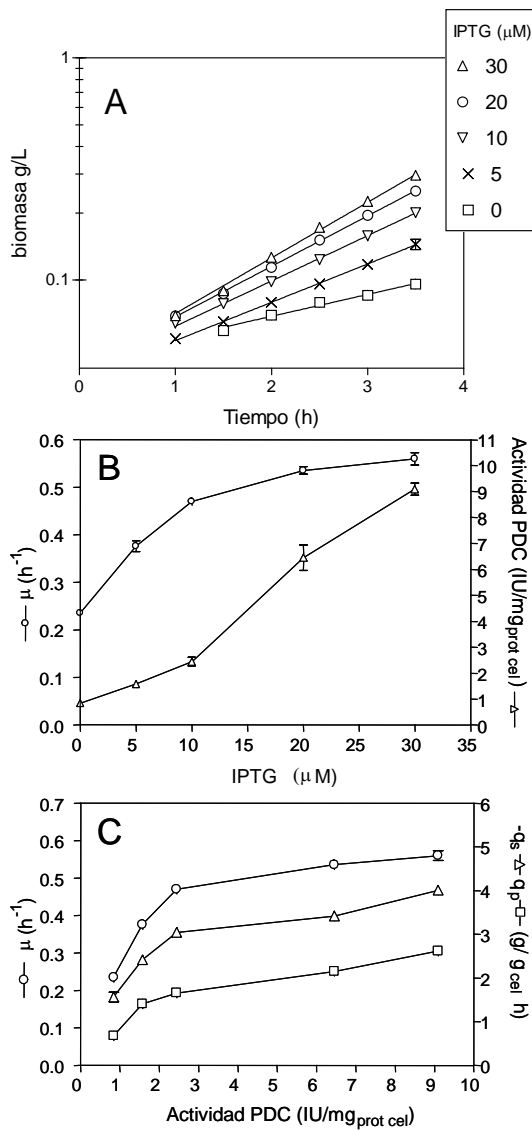 IPTG (μM)
30
20
10
5
0
A
1
0.1
biomasa g/L
0 1 2 3 4
Tiempo (h)
B
0.6
0.5
0.4
0.3
0.2
0.1
0.0
μ (h-1)
11
10
9
8
7
6
5
4
3
2
1
0
Actividad PDC (IU/mg prot cel)
0 5 10 15 20 25 30 35
IPTG (μM)
C
0.7
0.6
0.5
0.4
0.3
0.2
0.1
0.0
μ (h-1)
6
5
4
3
2
1
0
-qs qp (g/ g cel h)
0 1 2 3 4 5 6 7 8 9 10
Actividad PDC (IU/mg prot cel)